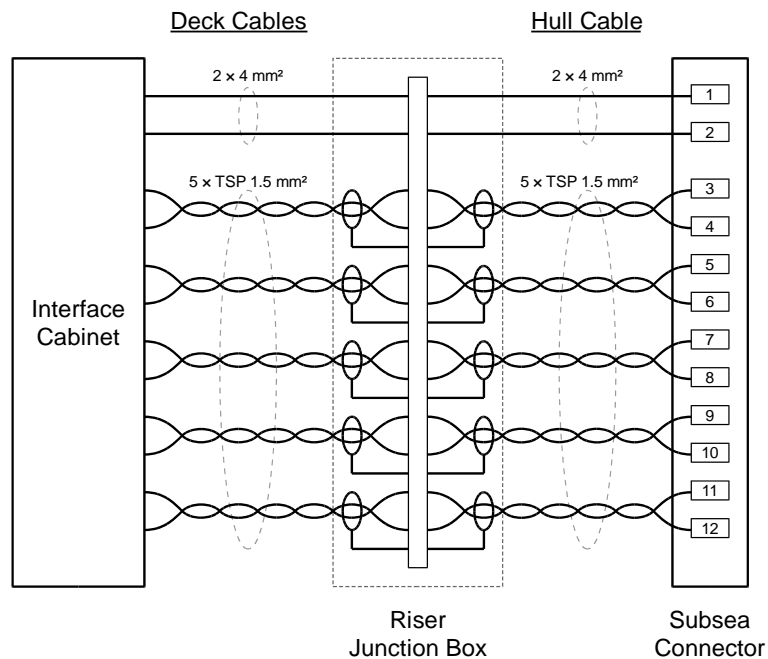 Deck Cables
Hull Cable
2 × 4 mm²
2 × 4 mm²
1
2
5 × TSP 1.5 mm²
5 × TSP 1.5 mm²
3
4
5
6
Interface
Cabinet
7
8
9
10
11
12
Riser
Junction Box
Subsea
Connector